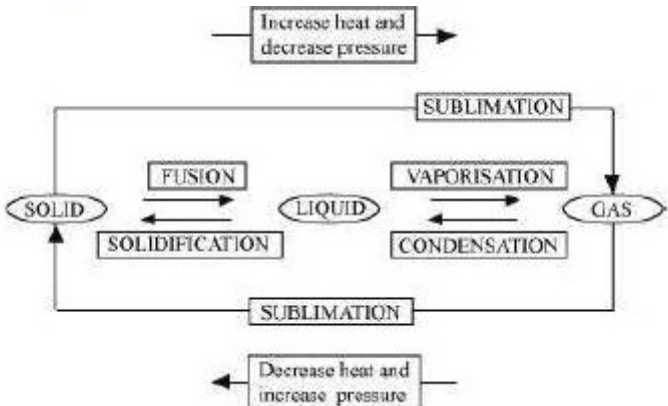 Increase heat and
decrease pressure
SUBLIMATION
FUSION
VAPORISATION
SOLID
LIQUID
GAS
SOLIDIFICATION
CONDENSATION
SUBLIMATION
Decrease heat and
increase pressure